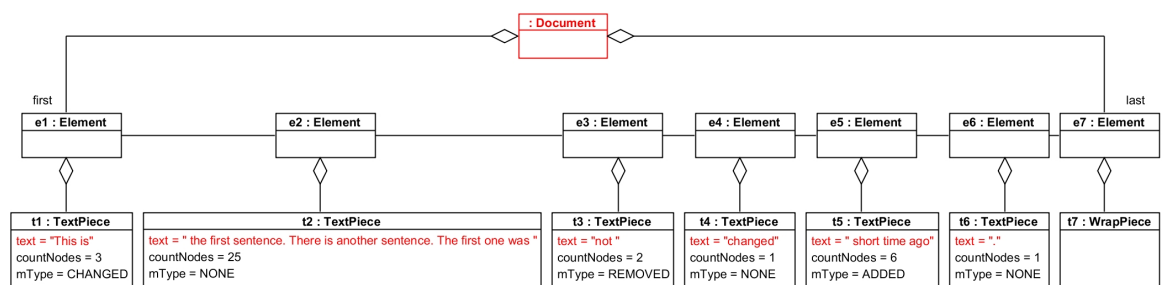 : Document
first
last
e1 : Element
e2 : Element
e3 : Element
e4 : Element
e5 : Element
e6 : Element
e7 : Element
t1 : TextPiece
text = "This is"
countNodes = 3
mType = CHANGED
t2 : TextPiece
text = " the first sentence. There is another sentence. The first one was "
countNodes = 25
mType = NONE
t3 : TextPiece
text = "not "
countNodes = 2
mType = REMOVED
t4 : TextPiece
text = "changed"
countNodes = 1
mType = NONE
t5 : TextPiece
text = " short time ago"
countNodes = 6
mType = ADDED
t6 : TextPiece
text = "."
countNodes = 1
mType = NONE
t7 : WrapPiece